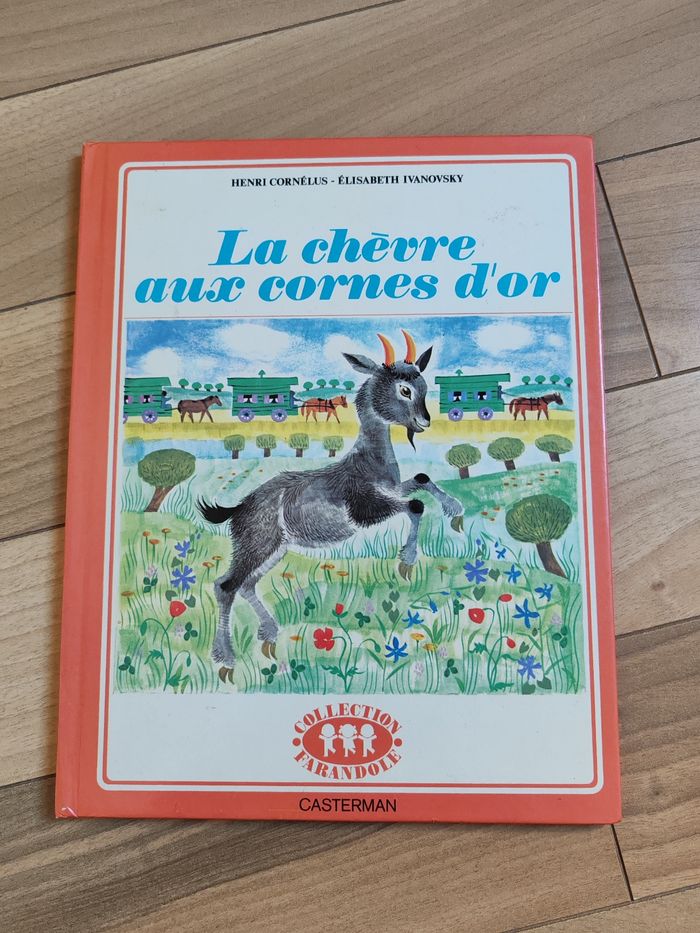 HENRI CORNÉLUS - ÉLISABETH IVANOVSKY
La chèvre
aux cornes d'or
COLLECTION
FARANDOLE
CASTERMAN